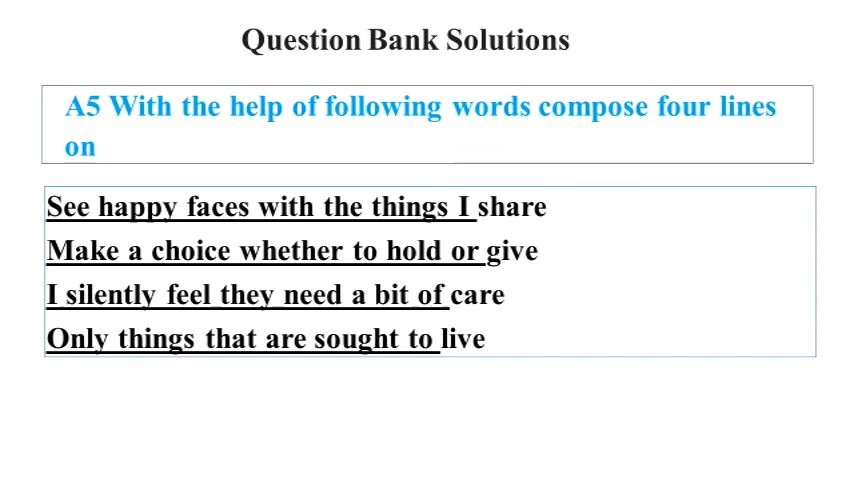 Question Bank Solutions
A5 With the help of following words compose four lines
on
See happy faces with the things I share
Make a choice whether to hold or give
I silently feel they need a bit of care
Only things that are sought to live